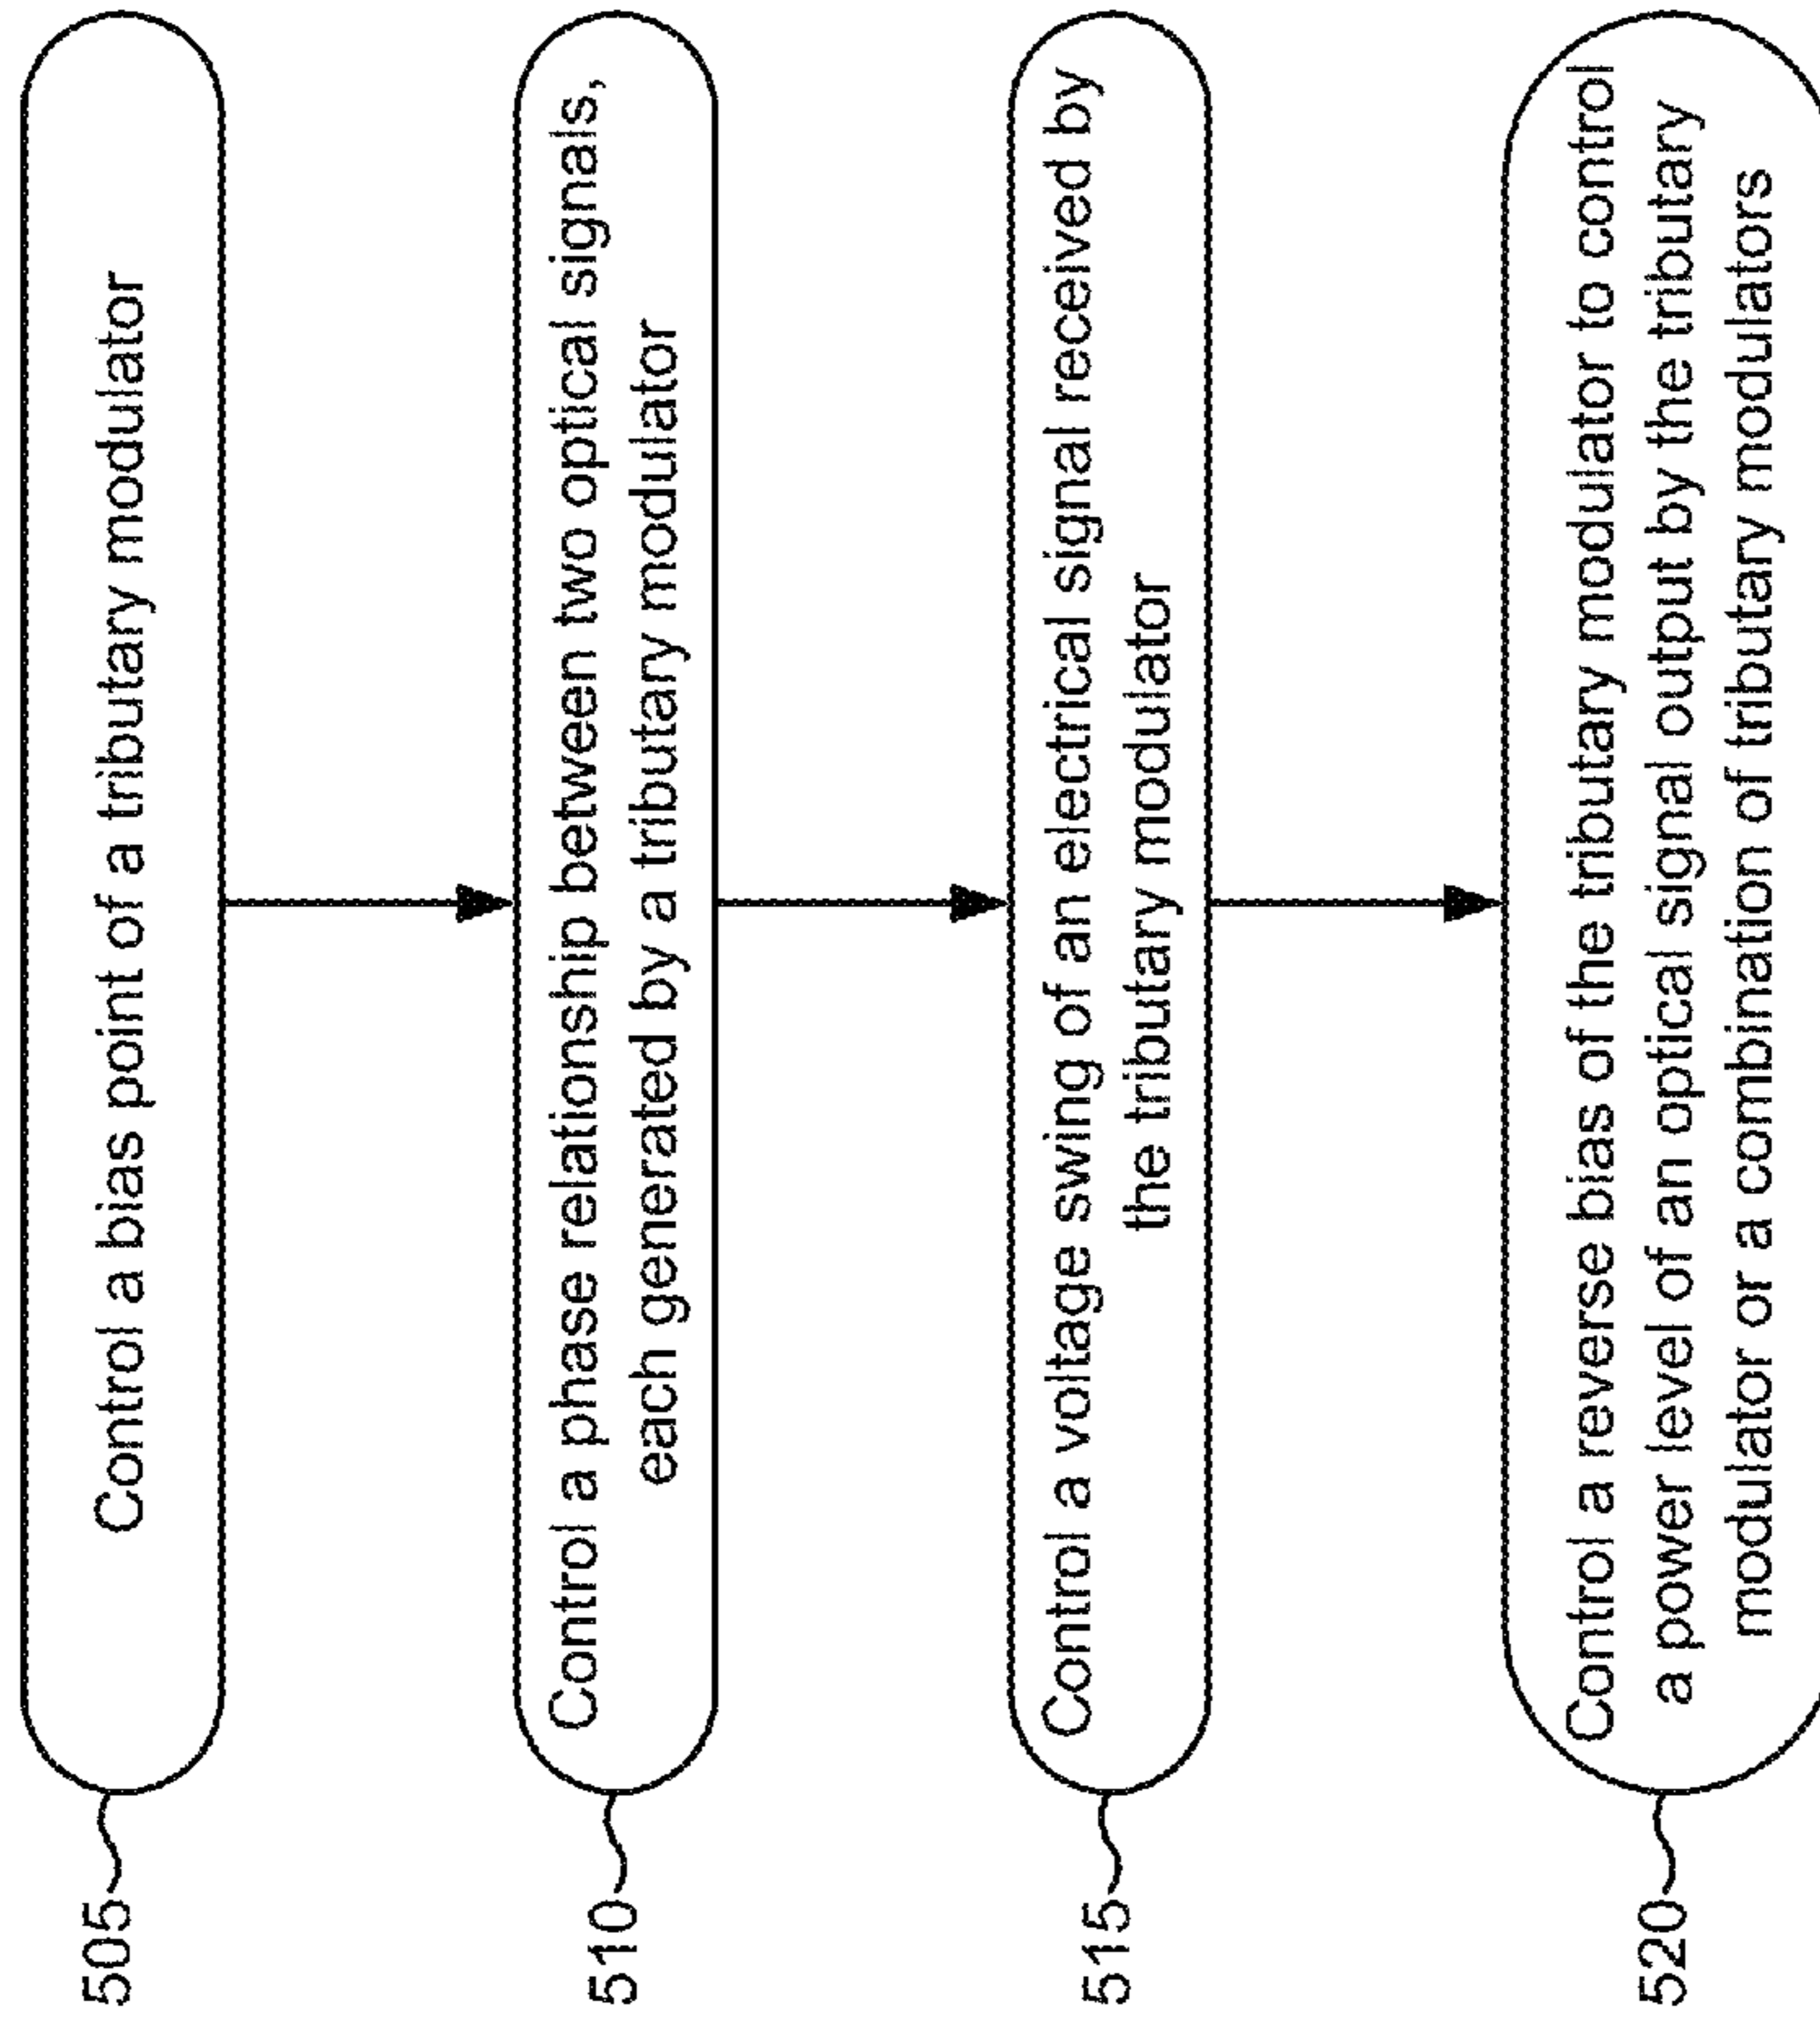 505
Control a bias point of a tributary modulator
510
Control a phase relationship between two optical signals,
each generated by a tributary modulator
515
Control a voltage swing of an electrical signal received by
the tributary modulator
520
Control a reverse bias of the tributary modulator to control
a power level of an optical signal output by the tributary
modulator or a combination of tributary modulators